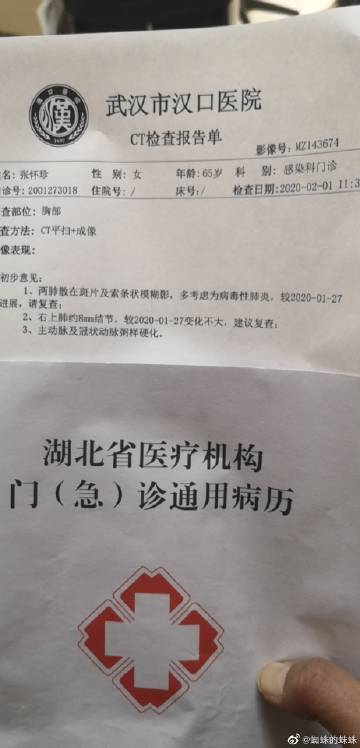 武汉市汉口医院
CT检查报告单
影像号:MZ143674
名:张怀珍 性 别:女 年龄:65岁 科 别:感染科门诊
诊号:2001273018 住院号:/ 床号:/ 检查日期:2020-02-01 11:3
查部位:胸部
查方法:CT平扫+成像
像表现:
初步意见:
1、两肺散在斑片及索条状模糊影,多考虑为病毒性肺炎,较2020-01-27
进展,请复查;
2、右上肺约8mm结节,较2020-01-27变化不大,建议复查;
3、主动脉及冠状动脉粥样硬化。
湖北省医疗机构
门(急)诊通用病历
@蜘蛛的蛛蛛